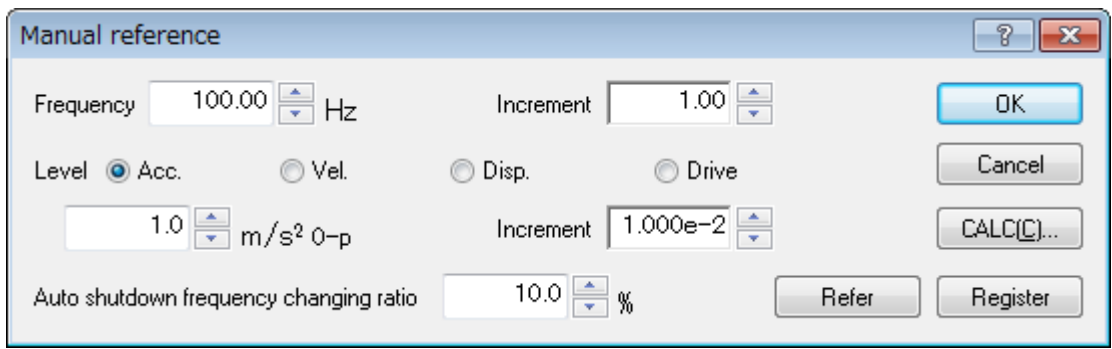 Manual reference
Frequency 100.00 Hz Increment 1.00 OK
Level Acc. Vel. Disp. Drive Cancel
1.0 m/s² 0-p Increment 1.000e-2 CALC(C)...
Auto shutdown frequency changing ratio 10.0 % Refer Register